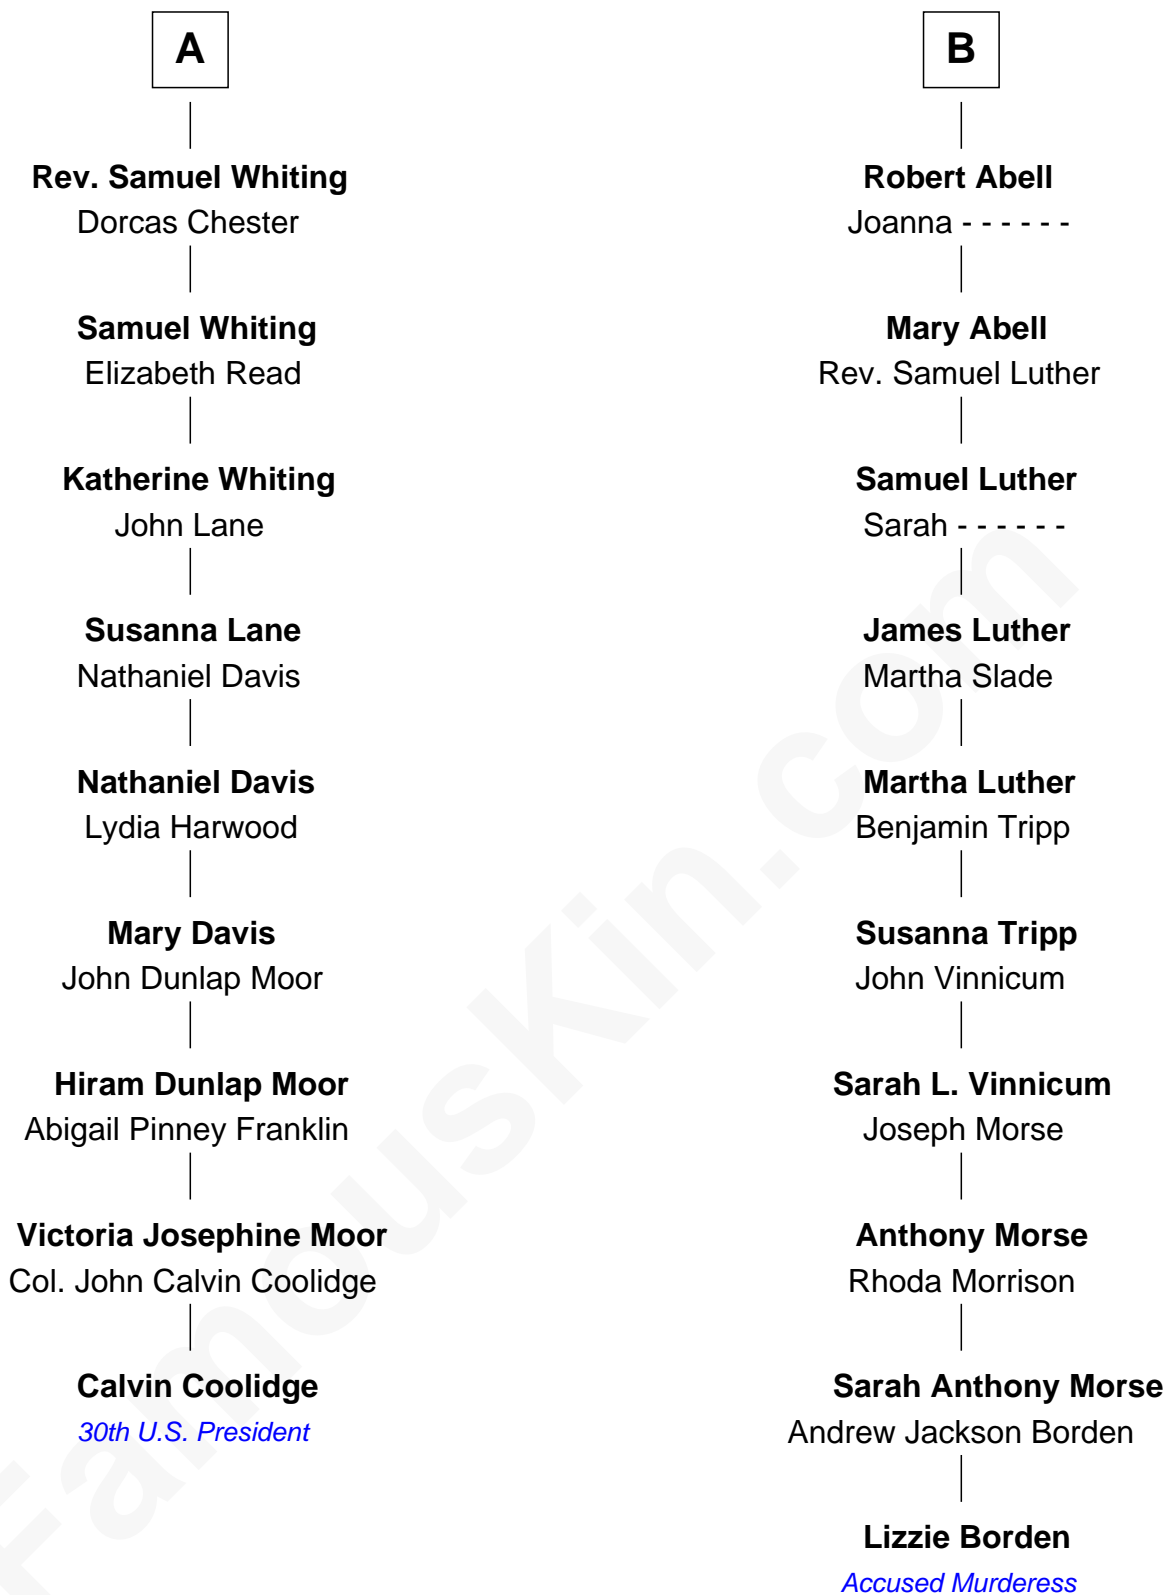 A
Rev. Samuel Whiting
Dorcas Chester
Samuel Whiting
Elizabeth Read
Katherine Whiting
John Lane
Susanna Lane
Nathaniel Davis
Nathaniel Davis
Lydia Harwood
Mary Davis
John Dunlap Moor
Hiram Dunlap Moor
Abigail Pinney Franklin
Victoria Josephine Moor
Col. John Calvin Coolidge
Calvin Coolidge
30th U.S. President
B
Robert Abell
Joanna - - - - - -
Mary Abell
Rev. Samuel Luther
Samuel Luther
Sarah - - - - - -
James Luther
Martha Slade
Martha Luther
Benjamin Tripp
Susanna Tripp
John Vinnicum
Sarah L. Vinnicum
Joseph Morse
Anthony Morse
Rhoda Morrison
Sarah Anthony Morse
Andrew Jackson Borden
Lizzie Borden
Accused Murderess
FamousKin.com